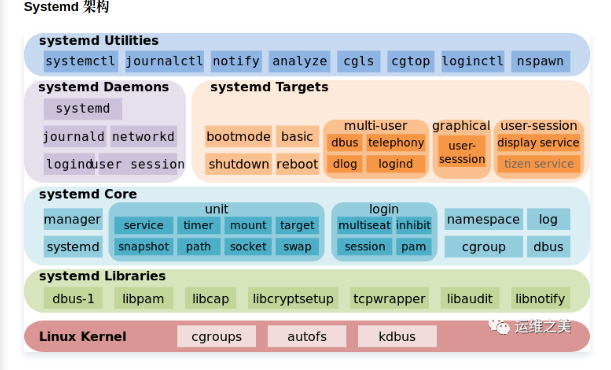 Systemd 架构
systemd Utilities
systemctl journalctl notify analyze cgls cgtop loginctl nspawn
systemd Daemons
systemd
journald networkd
logind user session
systemd Targets
bootmode basic
shutdown reboot
multi-user
dbus telephony
dlog logind
graphical
user-
sesssion
user-session
display service
tizen service
systemd Core
manager
systemd
unit
service timer mount target
snapshot path socket swap
login
multiseat inhibit
session pam
namespace log
cgroup dbus
systemd Libraries
dbus-1 libpam libcap libcryptsetup tcpwrapper libaudit libnotify
Linux Kernel cgroups autofs kdbus
运维之美